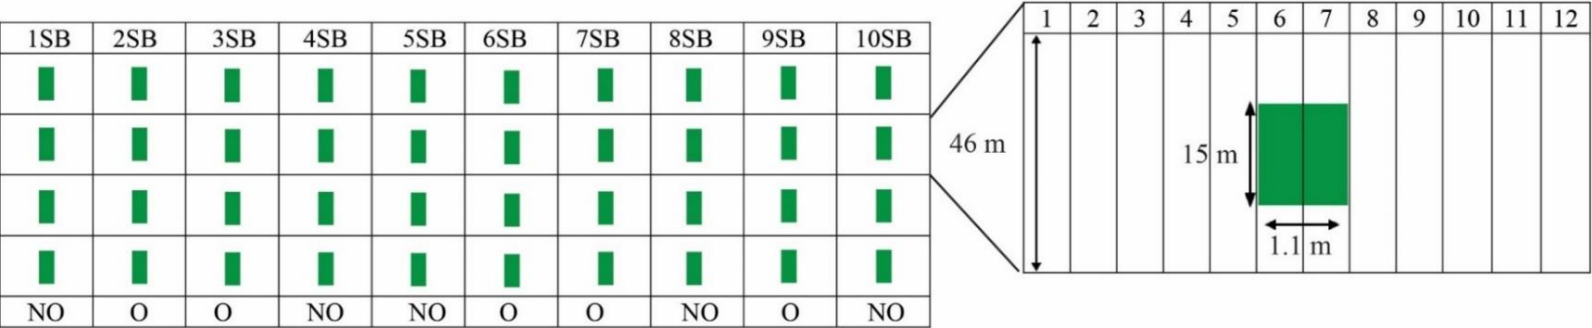 1SB 2SB 3SB 4SB 5SB 6SB 7SB 8SB 9SB 10SB
NO O O NO NO O O NO O NO
1 2 3 4 5 6 7 8 9 10 11 12
46 m
15 m
1.1 m